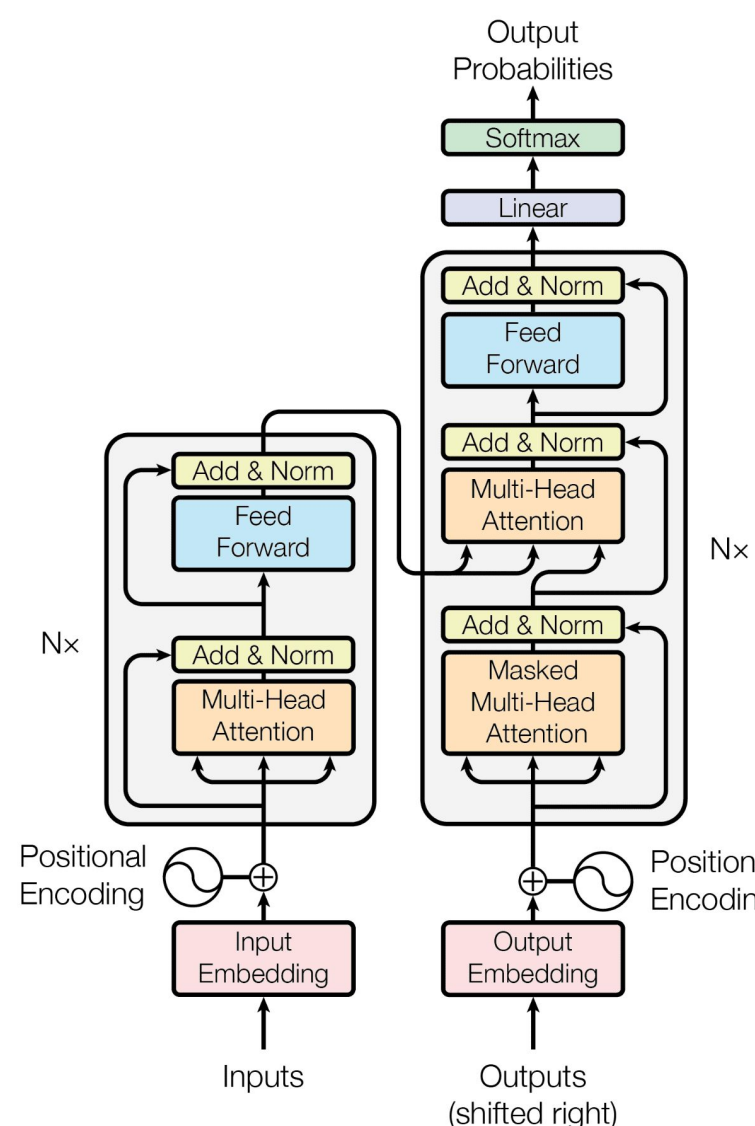 Output
Probabilities
Softmax
Linear
Add & Norm
Feed
Forward
Add & Norm
Multi-Head
Attention
Add & Norm
Masked
Multi-Head
Attention
N×
Add & Norm
Feed
Forward
Add & Norm
Multi-Head
Attention
N×
Positional
Encoding
Input
Embedding
Inputs
Position
Encodin
Output
Embedding
Outputs
(shifted right)